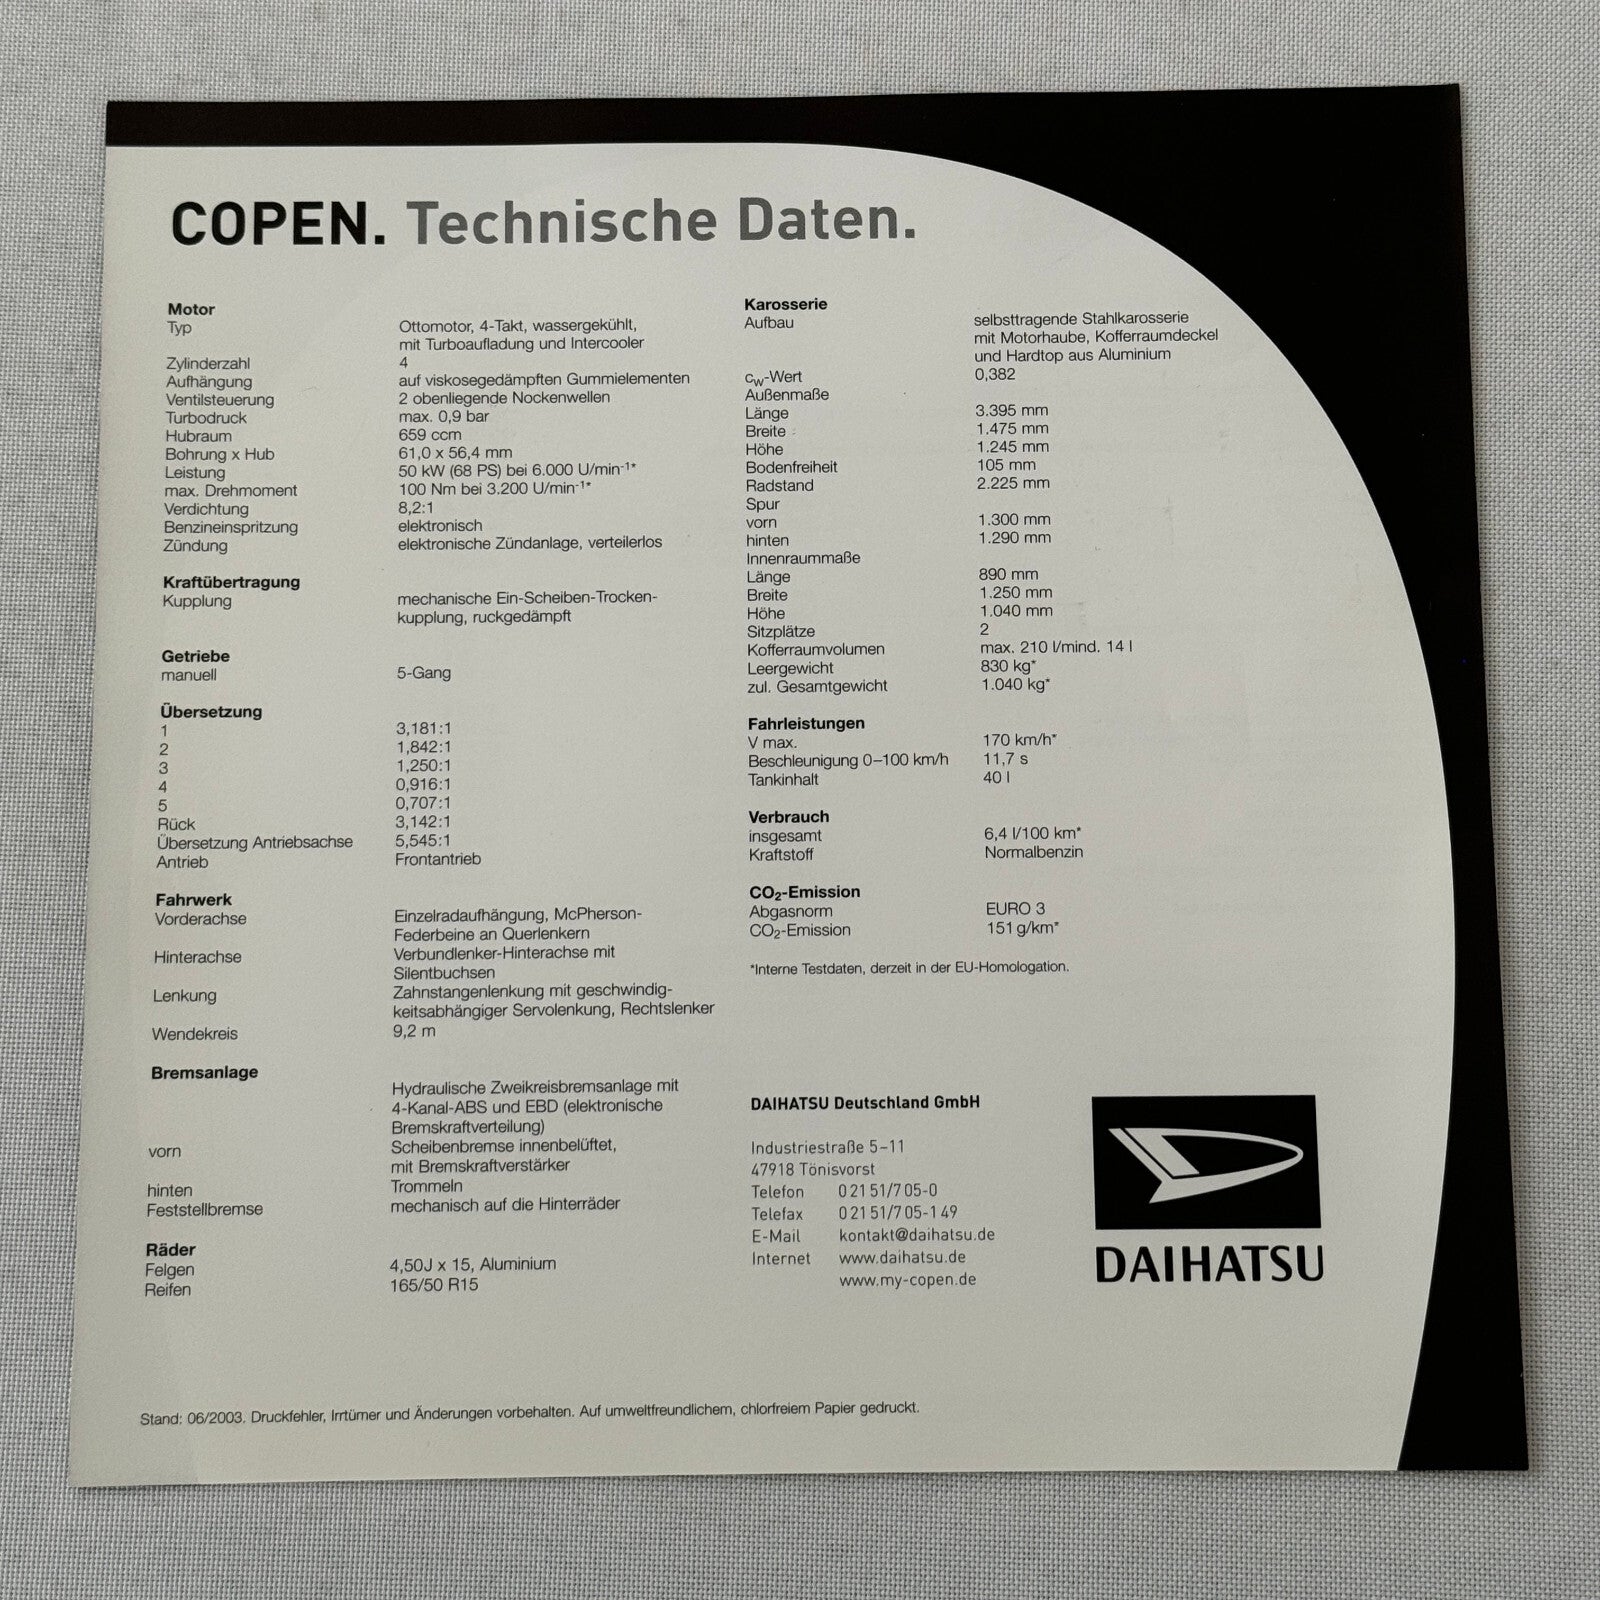 COPEN. Technische Daten.
Motor
Typ Ottomotor, 4-Takt, wassergekühlt,
mit Turboaufladung und Intercooler
Zylinderzahl 4
Aufhängung auf viskosegedämpften Gummielementen
Ventilsteuerung 2 obenliegende Nockenwellen
Turbodruck max. 0,9 bar
Hubraum 659 ccm
Bohrung x Hub 61,0 x 56,4 mm
Leistung 50 kW (68 PS) bei 6.000 U/min⁻¹*
max. Drehmoment 100 Nm bei 3.200 U/min⁻¹*
Verdichtung 8,2:1
Benzineinspritzung elektronisch
Zündung elektronische Zündanlage, verteilerlos
Kraftübertragung
Kupplung mechanische Ein-Scheiben-Trocken-
kupplung, ruckgedämpft
Getriebe
manuell 5-Gang
Übersetzung
1 3,181:1
2 1,842:1
3 1,250:1
4 0,916:1
5 0,707:1
Rück 3,142:1
Übersetzung Antriebsachse 5,545:1
Antrieb Frontantrieb
Fahrwerk
Vorderachse Einzelradaufhängung, McPherson-
Federbeine an Querlenkern
Hinterachse Verbundlenker-Hinterachse mit
Silentbuchsen
Lenkung Zahnstangenlenkung mit geschwindig-
keitsabhängiger Servolenkung, Rechtslenker
Wendekreis 9,2 m
Bremsanlage
Hydraulische Zweikreisbremsanlage mit
4-Kanal-ABS und EBD (elektronische
Bremskraftverteilung)
vorn Scheibenbremse innenbelüftet,
mit Bremskraftverstärker
hinten Trommeln
Feststellbremse mechanisch auf die Hinterräder
Räder
Felgen 4,50J x 15, Aluminium
Reifen 165/50 R15
Karosserie
Aufbau selbsttragende Stahlkarosserie
mit Motorhaube, Kofferraumdeckel
und Hardtop aus Aluminium
cw-Wert 0,382
Außenmaße
Länge 3.395 mm
Breite 1.475 mm
Höhe 1.245 mm
Bodenfreiheit 105 mm
Radstand 2.225 mm
Spur
vorn 1.300 mm
hinten 1.290 mm
Innenraummaße
Länge 890 mm
Breite 1.250 mm
Höhe 1.040 mm
Sitzplätze 2
Kofferraumvolumen max. 210 l/mind. 14 l
Leergewicht 830 kg*
zul. Gesamtgewicht 1.040 kg*
Fahrleistungen
V max. 170 km/h*
Beschleunigung 0–100 km/h 11,7 s
Tankinhalt 40 l
Verbrauch
insgesamt 6,4 l/100 km*
Kraftstoff Normalbenzin
CO₂-Emission
Abgasnorm EURO 3
CO₂-Emission 151 g/km*
*Interne Testdaten, derzeit in der EU-Homologation.
DAIHATSU Deutschland GmbH
Industriestraße 5–11
47918 Tönisvorst
Telefon 0 21 51/7 05-0
Telefax 0 21 51/7 05-1 49
E-Mail kontakt@daihatsu.de
Internet www.daihatsu.de
www.my-copen.de
DAIHATSU
Stand: 06/2003. Druckfehler, Irrtümer und Änderungen vorbehalten. Auf umweltfreundlichem, chlorfreiem Papier gedruckt.